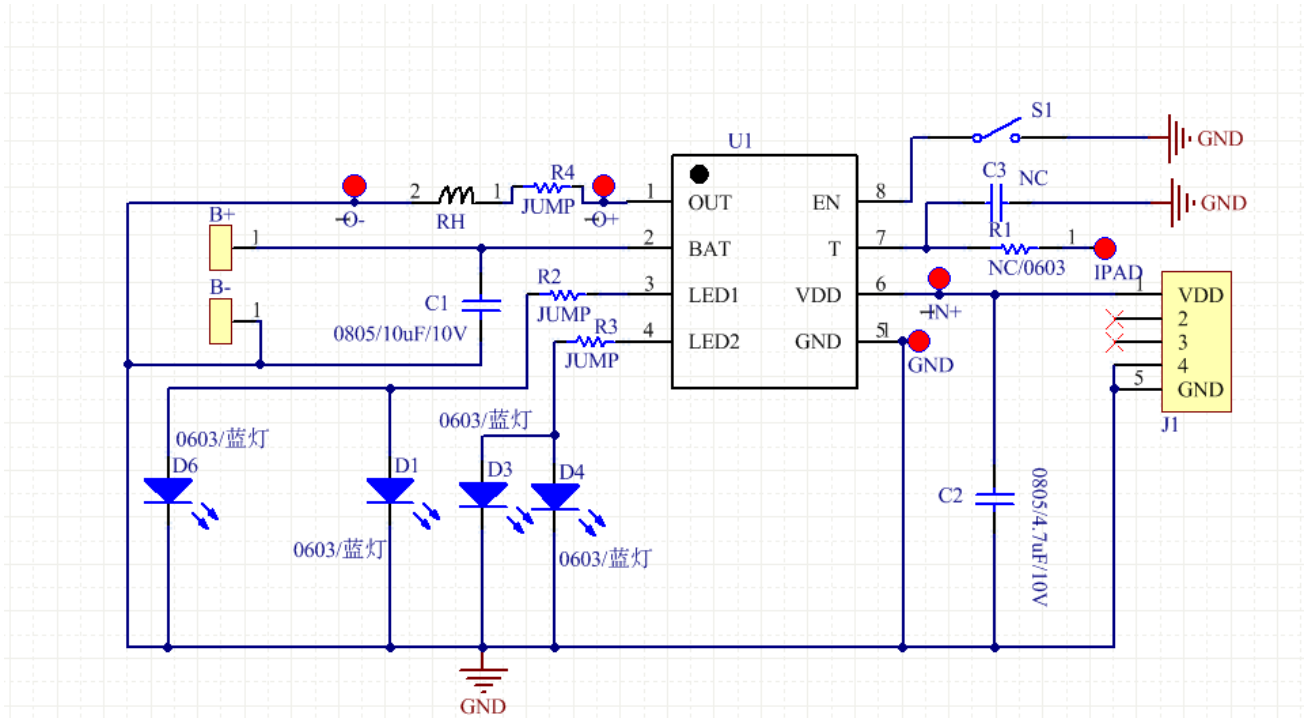 S1
GND
U1
C3
NC
GND
R4
JUMP
2
1
RH
-O-
-O+
1
OUT
EN
8
B+
1
2
BAT
T
7
R1
1
NC/0603
IPAD
B-
1
C1
0805/10uF/10V
R2
JUMP
3
LED1
VDD
6
-IN+
1
VDD
2
3
4
5
GND
J1
R3
JUMP
4
LED2
GND
5
1
GND
0603/蓝灯
D6
D1
0603/蓝灯
0603/蓝灯
D3
D4
0603/蓝灯
C2
0805/4.7uF/10V
GND